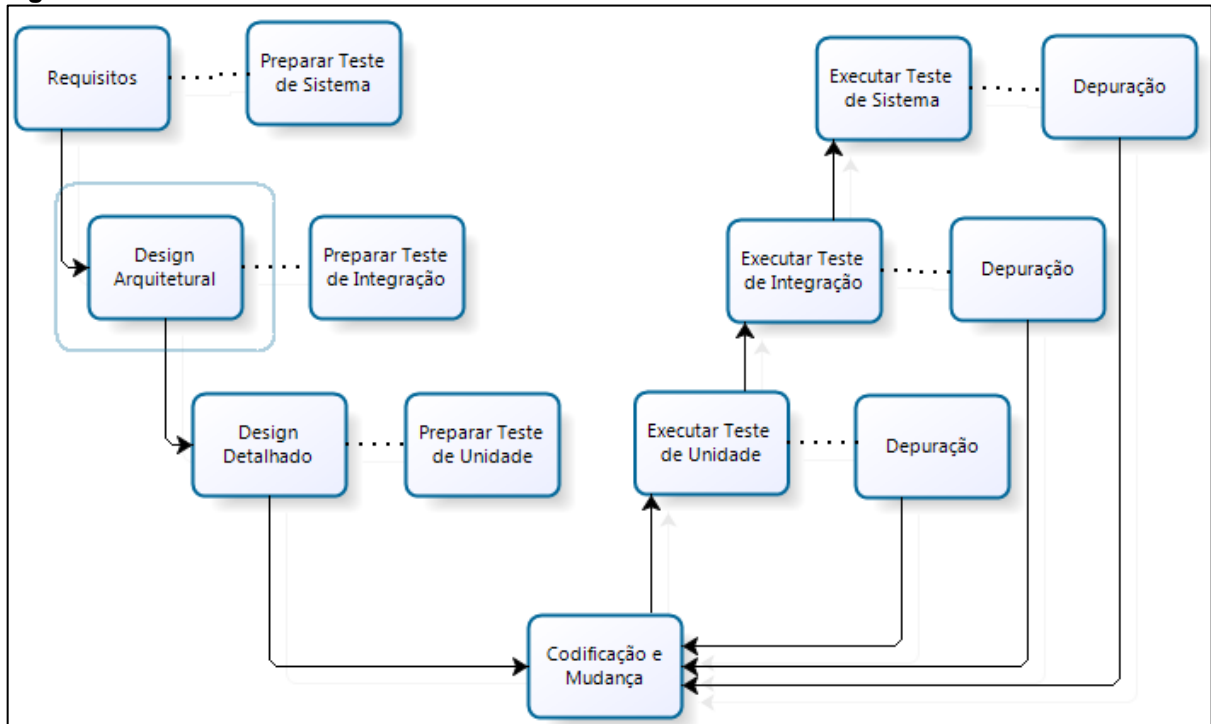 Requisitos
Preparar Teste
de Sistema
Executar Teste
de Sistema
Depuração
Design
Arquitetural
Preparar Teste
de Integração
Executar Teste
de Integração
Depuração
Design
Detalhado
Preparar Teste
de Unidade
Executar Teste
de Unidade
Depuração
Codificação e
Mudança